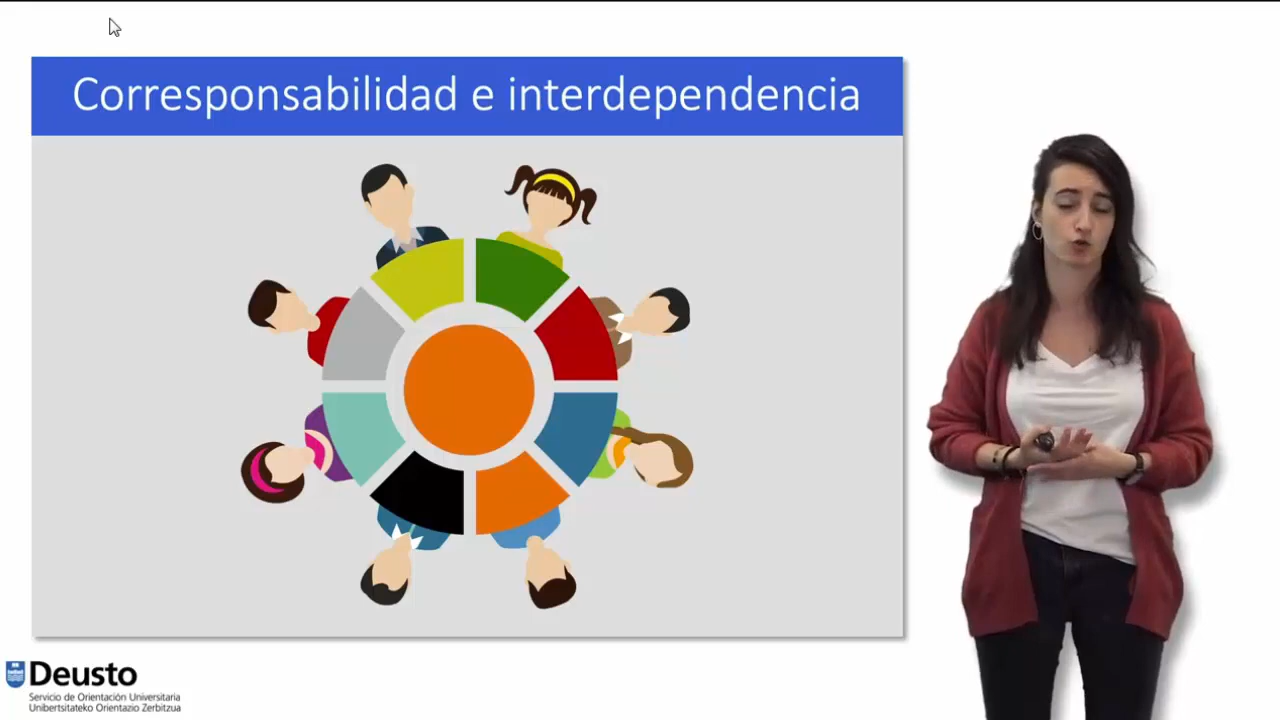 Corresponsabilidad e interdependencia
Deusto
Servicio de Orientación Universitaria
Unibertsitateko Orientazio Zerbitzua